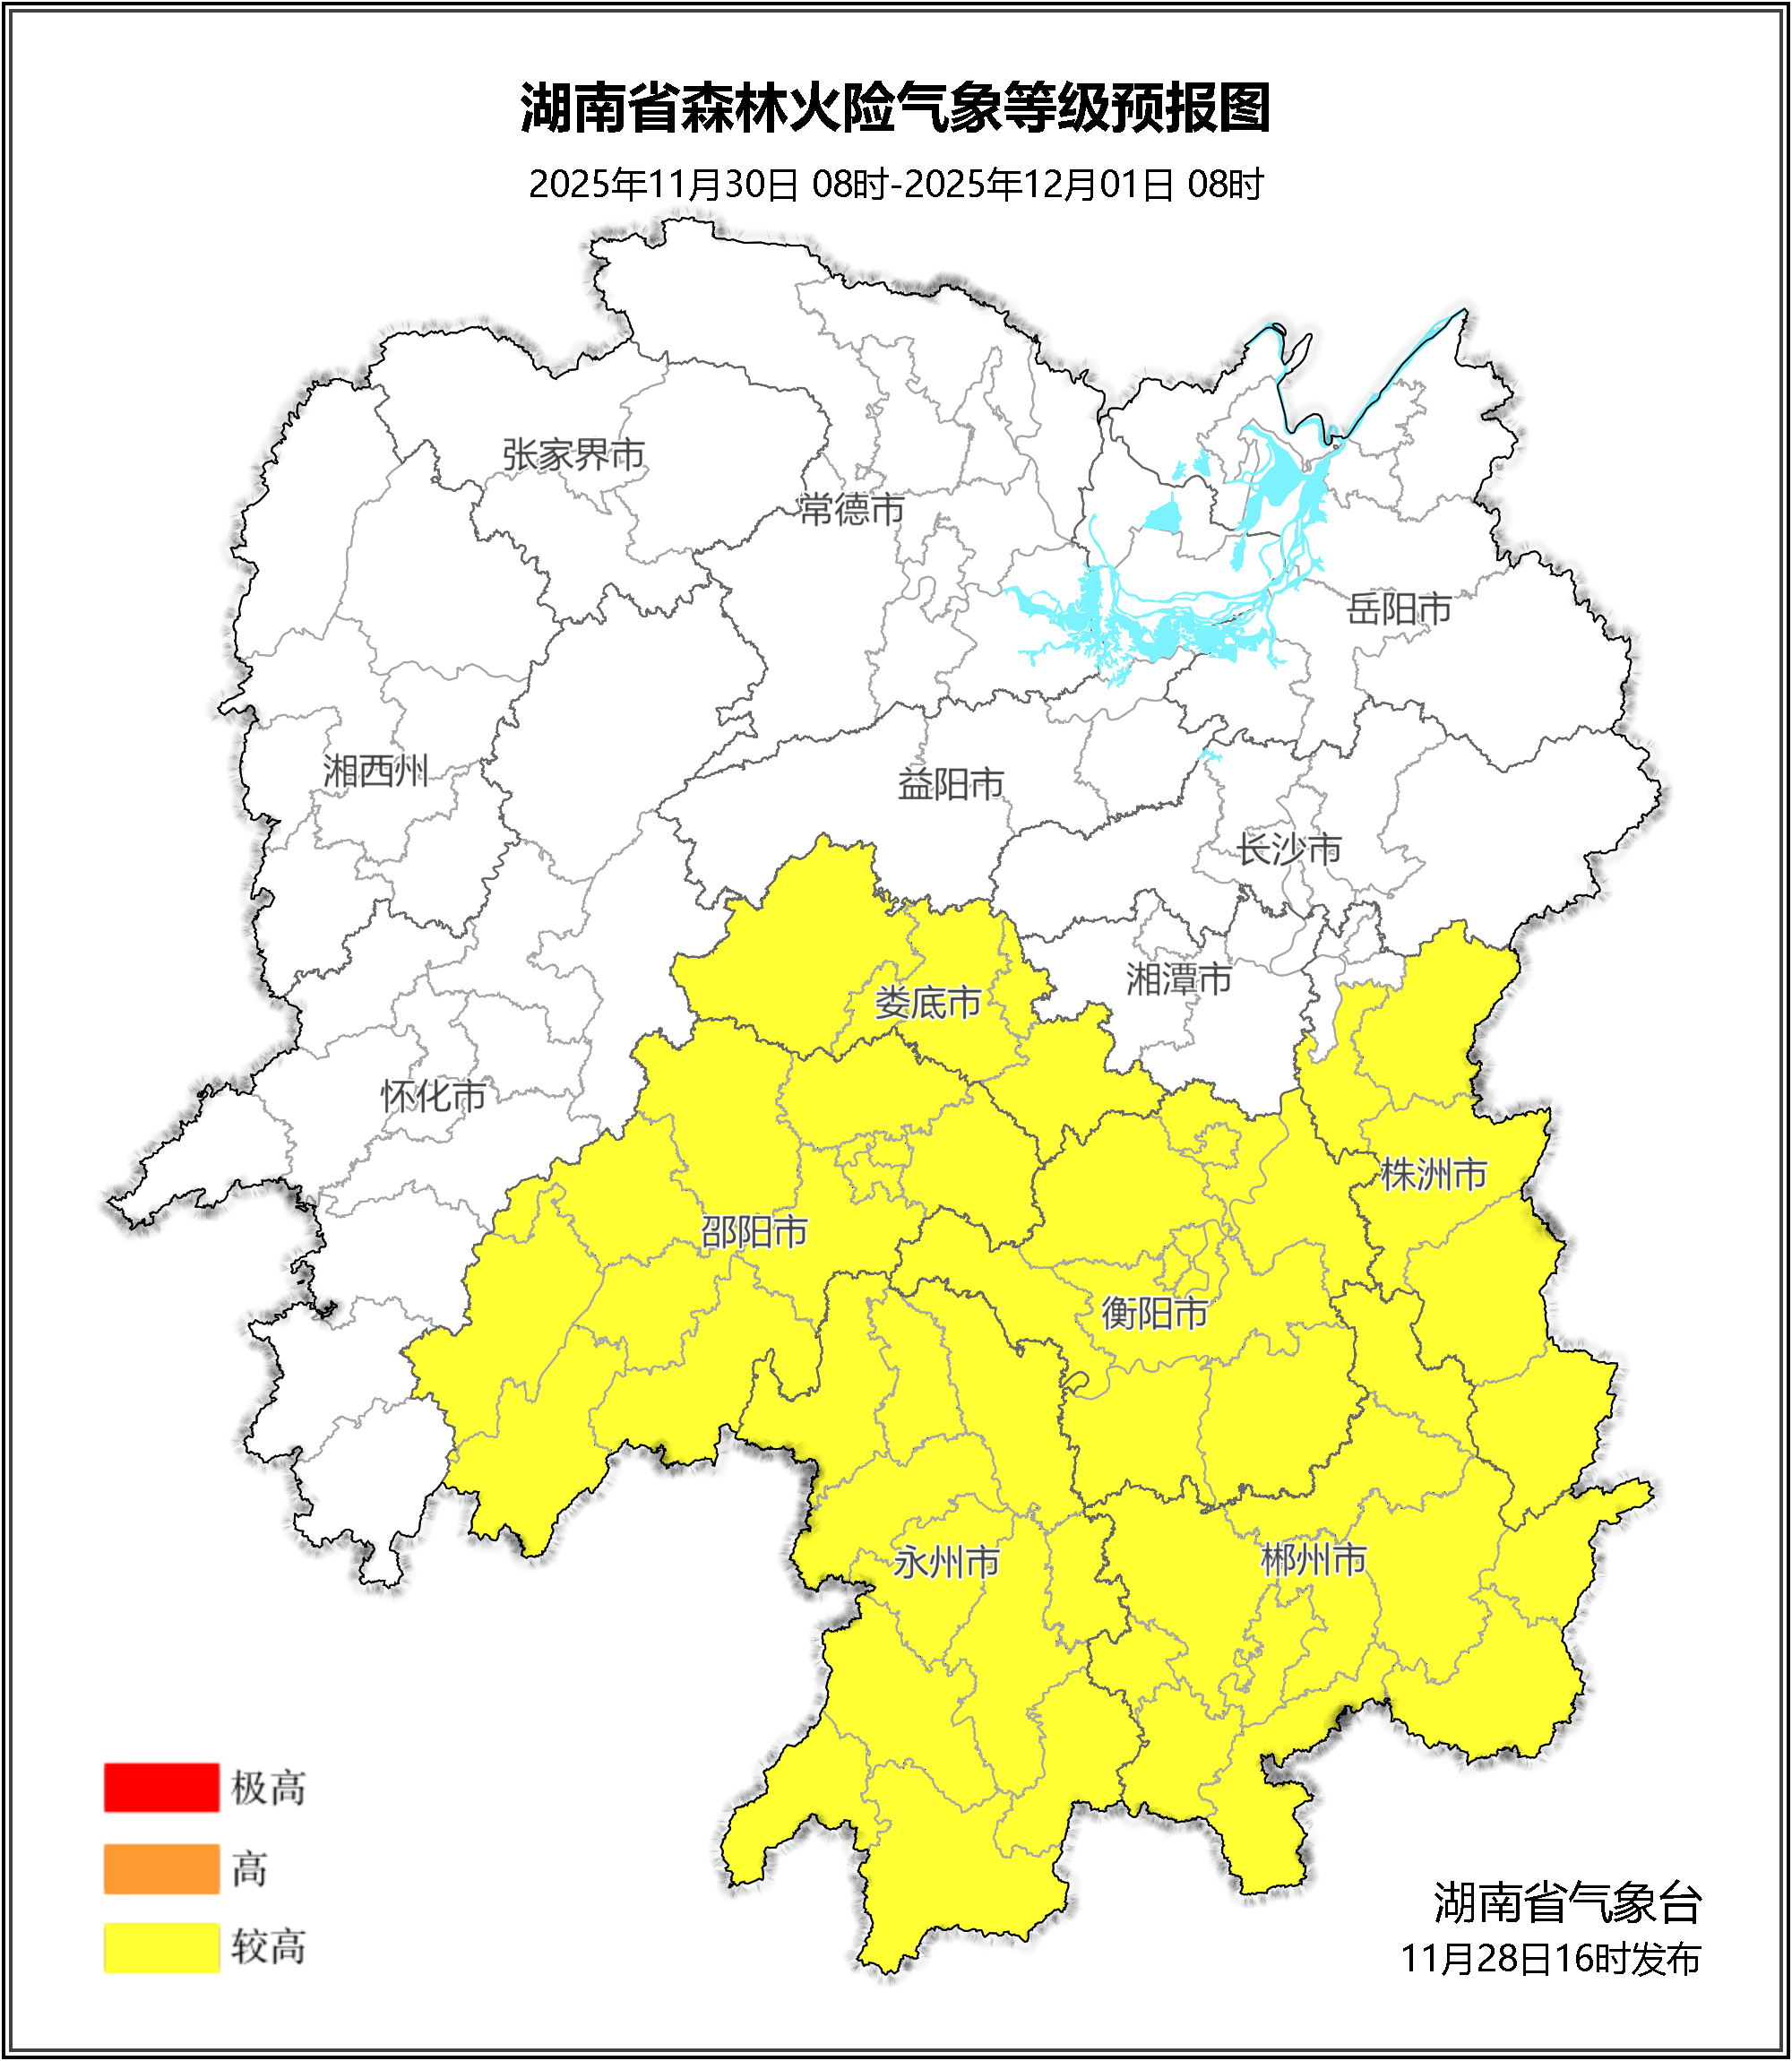 湖南省森林火险气象等级预报图
2025年11月30日 08时-2025年12月01日 08时
张家界市
常德市
岳阳市
湘西州
益阳市
长沙市
湘潭市
娄底市
怀化市
株洲市
邵阳市
衡阳市
永州市
郴州市
极高
高
较高
湖南省气象台
11月28日16时发布